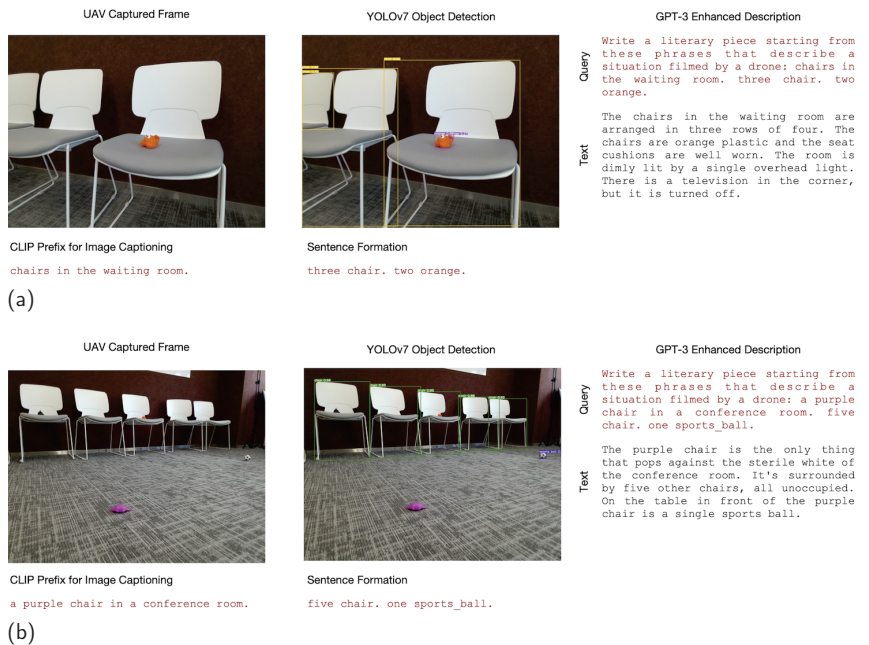 UAV Captured Frame
YOLOv7 Object Detection
GPT-3 Enhanced Description
Query
Write a literary piece starting from
these phrases that describe a
situation filmed by a drone: chairs in
the waiting room. three chair. two
orange.
Text
The chairs in the waiting room are
arranged in three rows of four. The
chairs are orange plastic and the seat
cushions are well worn. The room is
dimly lit by a single overhead light.
There is a television in the corner,
but it is turned off.
CLIP Prefix for Image Captioning
chairs in the waiting room.
Sentence Formation
three chair. two orange.
(a)
UAV Captured Frame
YOLOv7 Object Detection
GPT-3 Enhanced Description
Query
Write a literary piece starting from
these phrases that describe a
situation filmed by a drone: a purple
chair in a conference room. five
chair. one sports_ball.
Text
The purple chair is the only thing
that pops against the sterile white of
the conference room. It's surrounded
by five other chairs, all unoccupied.
On the table in front of the purple
chair is a single sports ball.
CLIP Prefix for Image Captioning
a purple chair in a conference room.
Sentence Formation
five chair. one sports_ball.
(b)